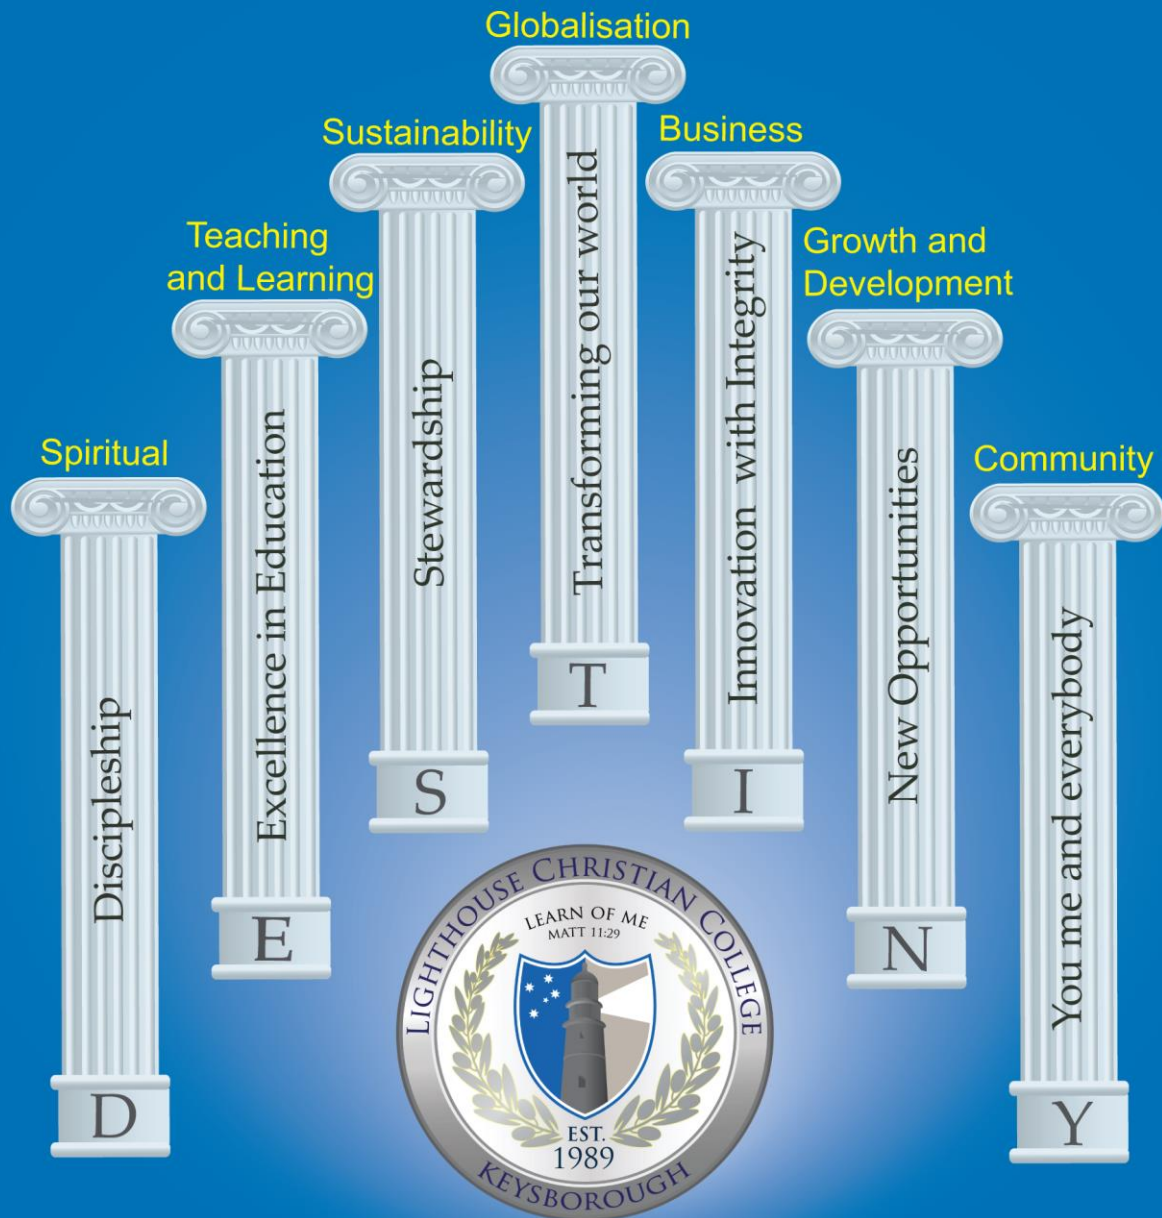 Globalisation
Sustainability
Business
Teaching
and Learning
Growth and
Development
Spiritual
Community
Discipleship
Excellence in Education
Stewardship
Transforming our world
Innovation with Integrity
New Opportunities
You me and everybody
D
E
S
T
I
N
Y
LIGHTHOUSE CHRISTIAN COLLEGE
LEARN OF ME
MATT 11:29
EST.
1989
KEYSBOROUGH